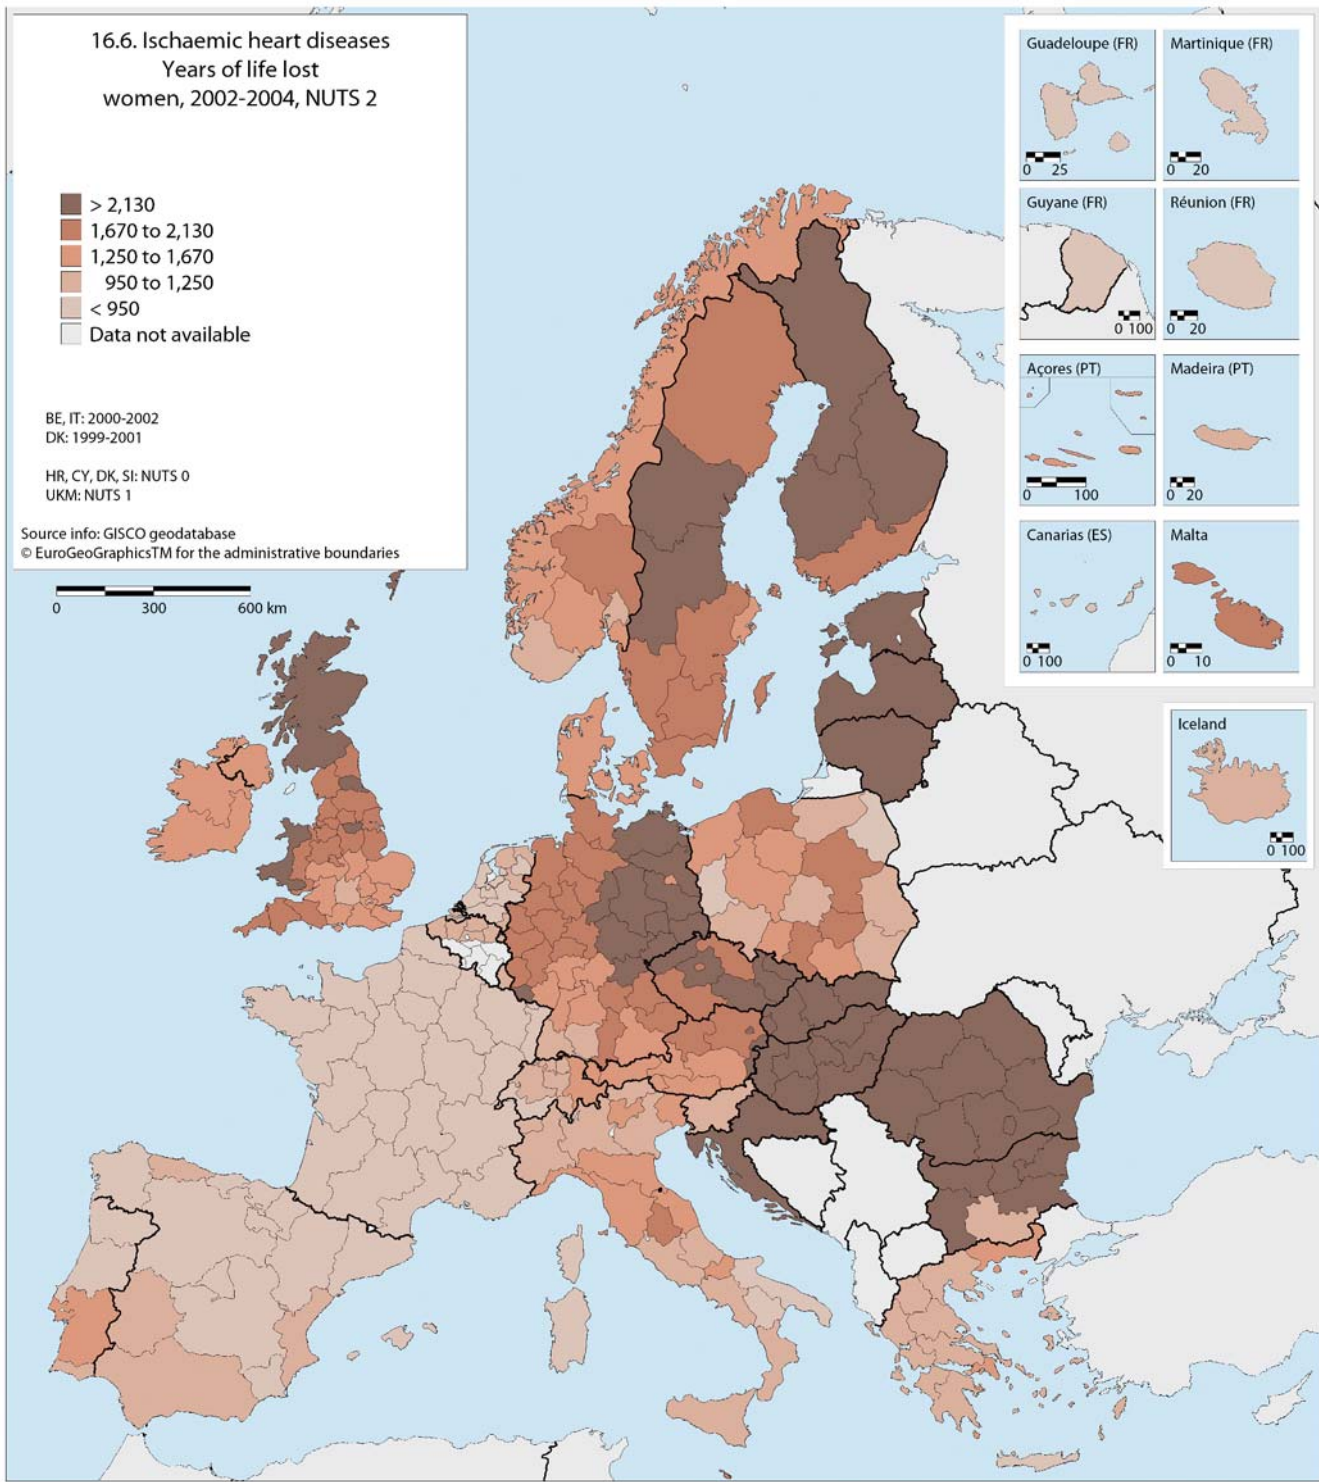 16.6. Ischaemic heart diseases
Years of life lost
women, 2002-2004, NUTS 2
> 2,130
1,670 to 2,130
1,250 to 1,670
950 to 1,250
< 950
Data not available
BE, IT: 2000-2002
DK: 1999-2001
HR, CY, DK, SI: NUTS 0
UKM: NUTS 1
Source info: GISCO geodatabase
© EuroGeoGraphicsTM for the administrative boundaries
0 300 600 km
Guadeloupe (FR)
0 25
Martinique (FR)
0 20
Guyane (FR)
0 100
Réunion (FR)
0 20
Açores (PT)
0 100
Madeira (PT)
0 20
Canarias (ES)
0 100
Malta
0 10
Iceland
0 100